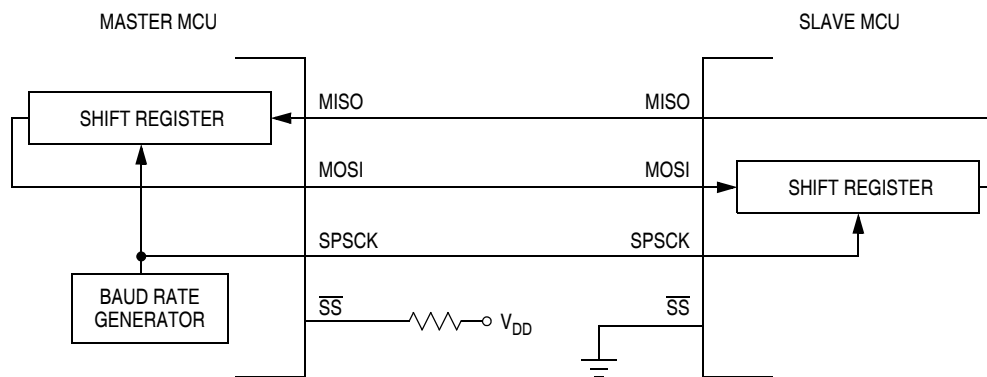 MASTER MCU
SLAVE MCU
SHIFT REGISTER
MISO
MISO
MOSI
MOSI
SHIFT REGISTER
SPSCK
SPSCK
BAUD RATE
GENERATOR
SS
VDD
SS